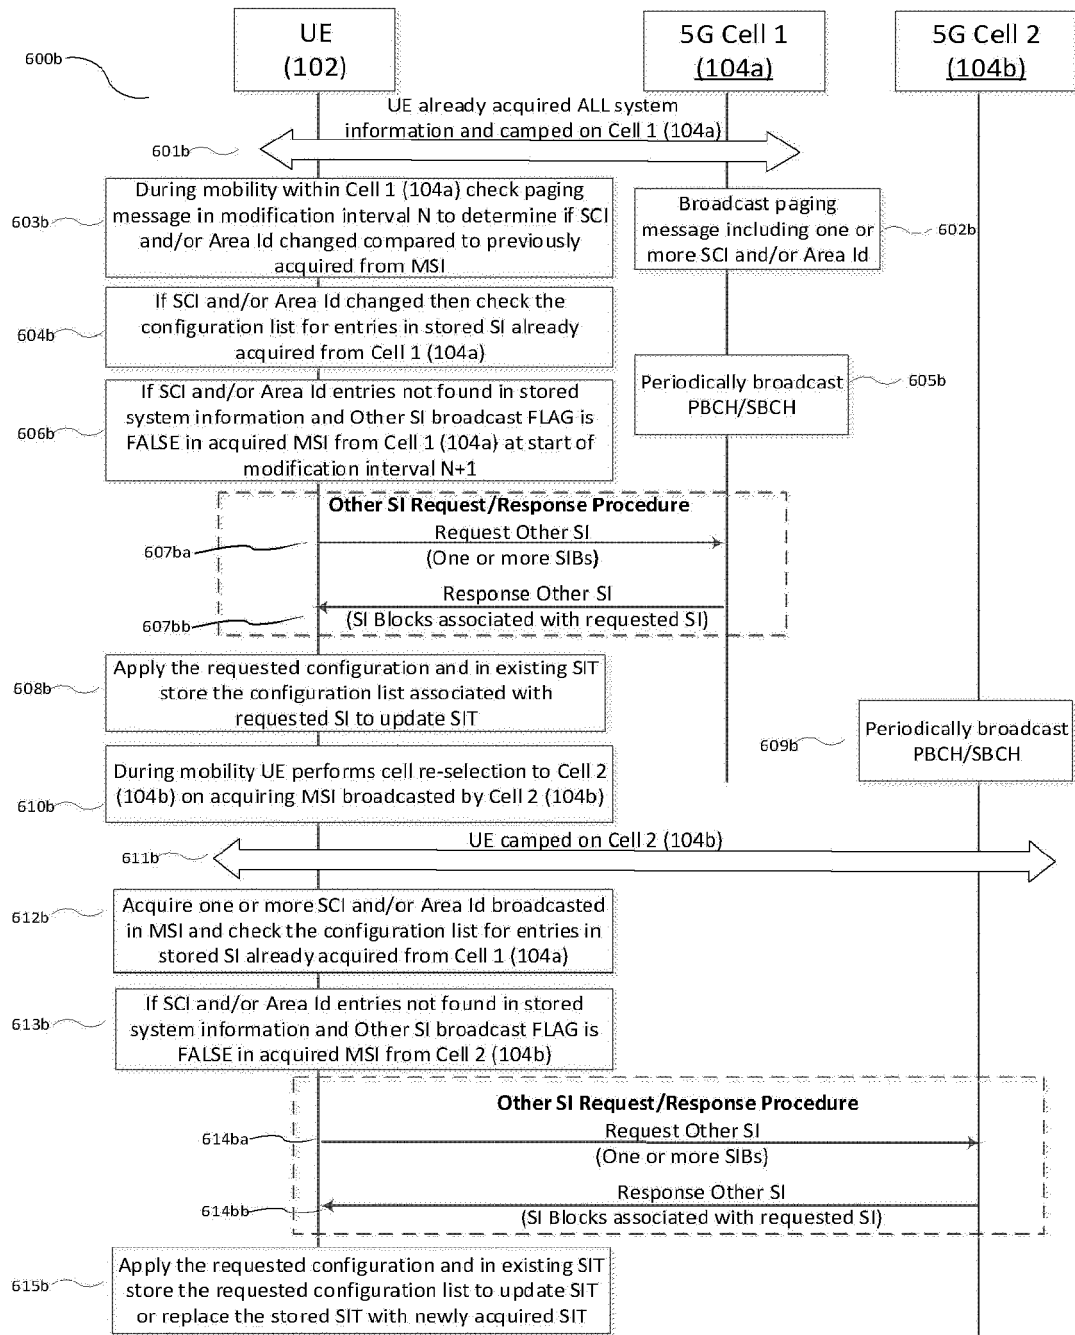 UE
(102)
5G Cell 1
(104a)
5G Cell 2
(104b)
600b
UE already acquired ALL system
information and camped on Cell 1 (104a)
601b
During mobility within Cell 1 (104a) check paging
message in modification interval N to determine if SCI
and/or Area Id changed compared to previously
acquired from MSI
603b
Broadcast paging
message including one or
more SCI and/or Area Id
602b
If SCI and/or Area Id changed then check the
configuration list for entries in stored SI already
acquired from Cell 1 (104a)
604b
Periodically broadcast
PBCH/SBCH
605b
If SCI and/or Area Id entries not found in stored
system information and Other SI broadcast FLAG is
FALSE in acquired MSI from Cell 1 (104a) at start of
modification interval N+1
606b
Other SI Request/Response Procedure
Request Other SI
(One or more SIBs)
607ba
Response Other SI
(SI Blocks associated with requested SI)
607bb
Apply the requested configuration and in existing SIT
store the configuration list associated with
requested SI to update SIT
608b
Periodically broadcast
PBCH/SBCH
609b
During mobility UE performs cell re-selection to Cell 2
(104b) on acquiring MSI broadcasted by Cell 2 (104b)
610b
UE camped on Cell 2 (104b)
611b
Acquire one or more SCI and/or Area Id broadcasted
in MSI and check the configuration list for entries in
stored SI already acquired from Cell 1 (104a)
612b
If SCI and/or Area Id entries not found in stored
system information and Other SI broadcast FLAG is
FALSE in acquired MSI from Cell 2 (104b)
613b
Other SI Request/Response Procedure
Request Other SI
(One or more SIBs)
614ba
Response Other SI
(SI Blocks associated with requested SI)
614bb
Apply the requested configuration and in existing SIT
store the requested configuration list to update SIT
or replace the stored SIT with newly acquired SIT
615b